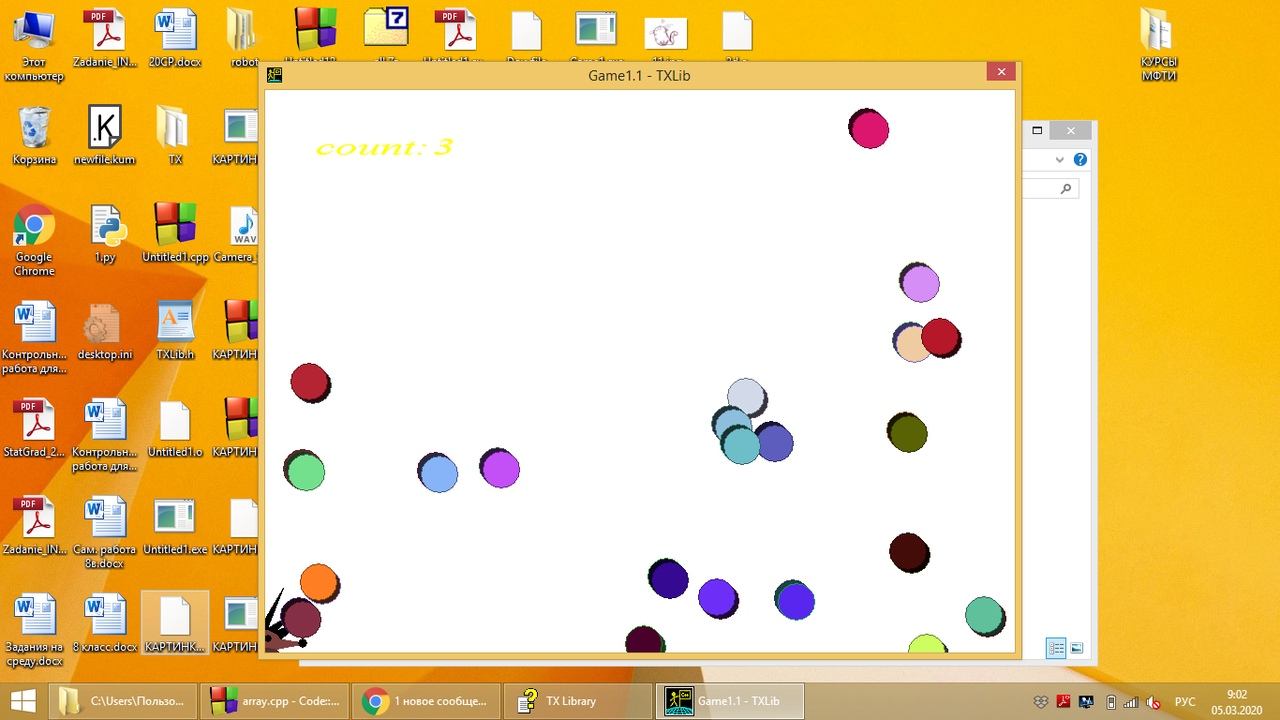 Этот
компьютер
Zadanie_IN...
20СР.docx
robot
КУРСЫ
МФТИ
Game1.1 - TXLib
count: 3
Корзина
newfile.kum
TX
КАРТИН
Google
Chrome
1.py
Untitled1.cpp
Camera_
WAV
Контрольн...
работа для...
desktop.ini
TXLib.h
КАРТИН
StatGrad_2...
Контрольн...
работа для...
Untitled1.o
КАРТИН
Zadanie_IN...
Сам. работа
8в.docx
Untitled1.exe
КАРТИН
Задания на
среду.docx
8 класс.docx
КАРТИНК...
КАРТИН
C:\Users\Пользо...
array.cpp - Code::...
1 новое сообще...
TX Library
Game1.1 - TXLib
РУС
9:02
05.03.2020